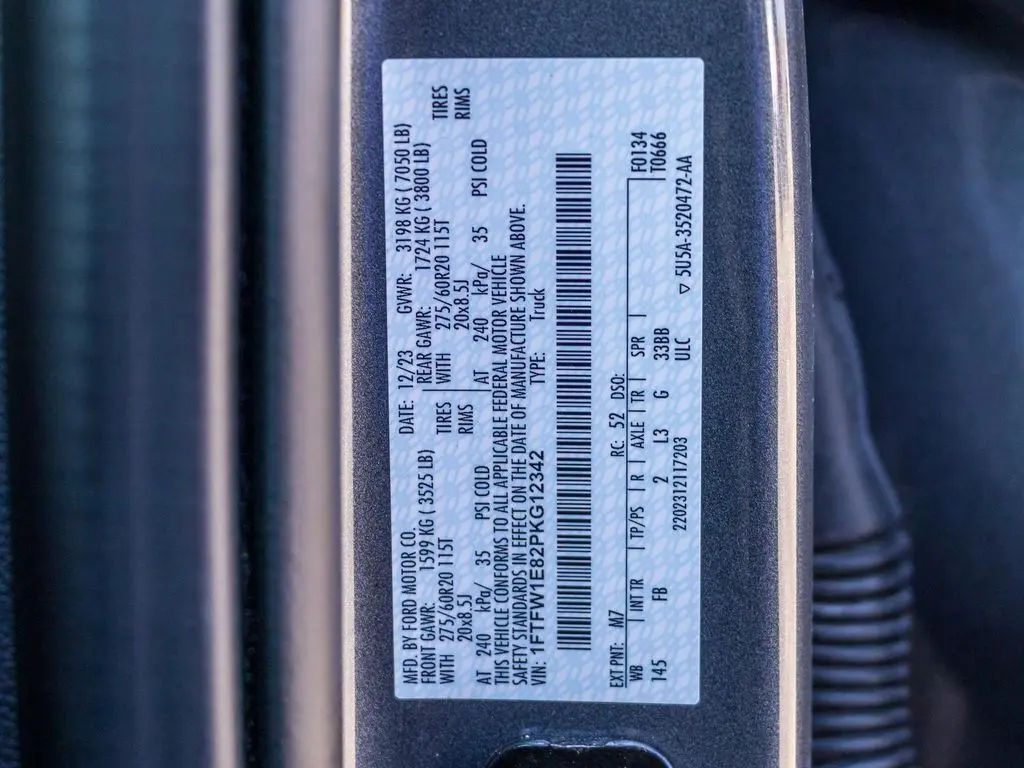 MFD. BY FORD MOTOR CO. DATE: 12/23 GVWR: 3198 KG ( 7050 LB)
FRONT GAWR: 1599 KG ( 3525 LB) REAR GAWR: 1724 KG ( 3800 LB)
WITH 275/60R20 115T TIRES WITH 275/60R20 115T TIRES
20x8.5J RIMS 20x8.5J RIMS
AT 240 kPa/ 35 PSI COLD AT 240 kPa/ 35 PSI COLD
THIS VEHICLE CONFORMS TO ALL APPLICABLE FEDERAL MOTOR VEHICLE
SAFETY STANDARDS IN EFFECT ON THE DATE OF MANUFACTURE SHOWN ABOVE.
VIN: 1FTFW1E82PKG12342 TYPE: Truck
EXT PNT: M7 RC: 52 DSO: F0134
WB | INT TR | TP/PS | R | AXLE | TR | SPR | T0666
145 FB 2 L3 G 33BB
2202312117203 ULC ▽ 5U5A-3520472-AA